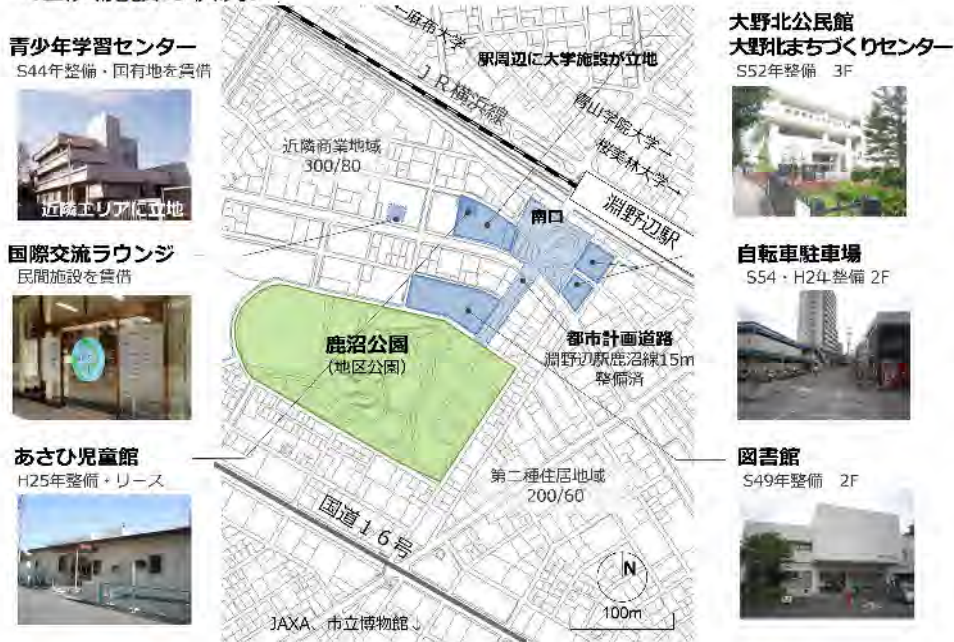 青少年学習センター
S44年整備・国有地を賃借
近隣エリアに立地
国際交流ラウンジ
民間施設を賃借
あさひ児童館
H25年整備・リース
←麻布大学
駅周辺に大学施設が立地
JR横浜線
青山学院大学→
桜美林大学→
近隣商業地域
300/80
南口
淵野辺駅
鹿沼公園
(地区公園)
都市計画道路
淵野辺駅鹿沼線15m
整備済
第二種住居地域
200/60
国道16号
N
100m
JAXA、市立博物館↓
大野北公民館
大野北まちづくりセンター
S52年整備 3F
自転車駐車場
S54・H24年整備 2F
図書館
S49年整備 2F